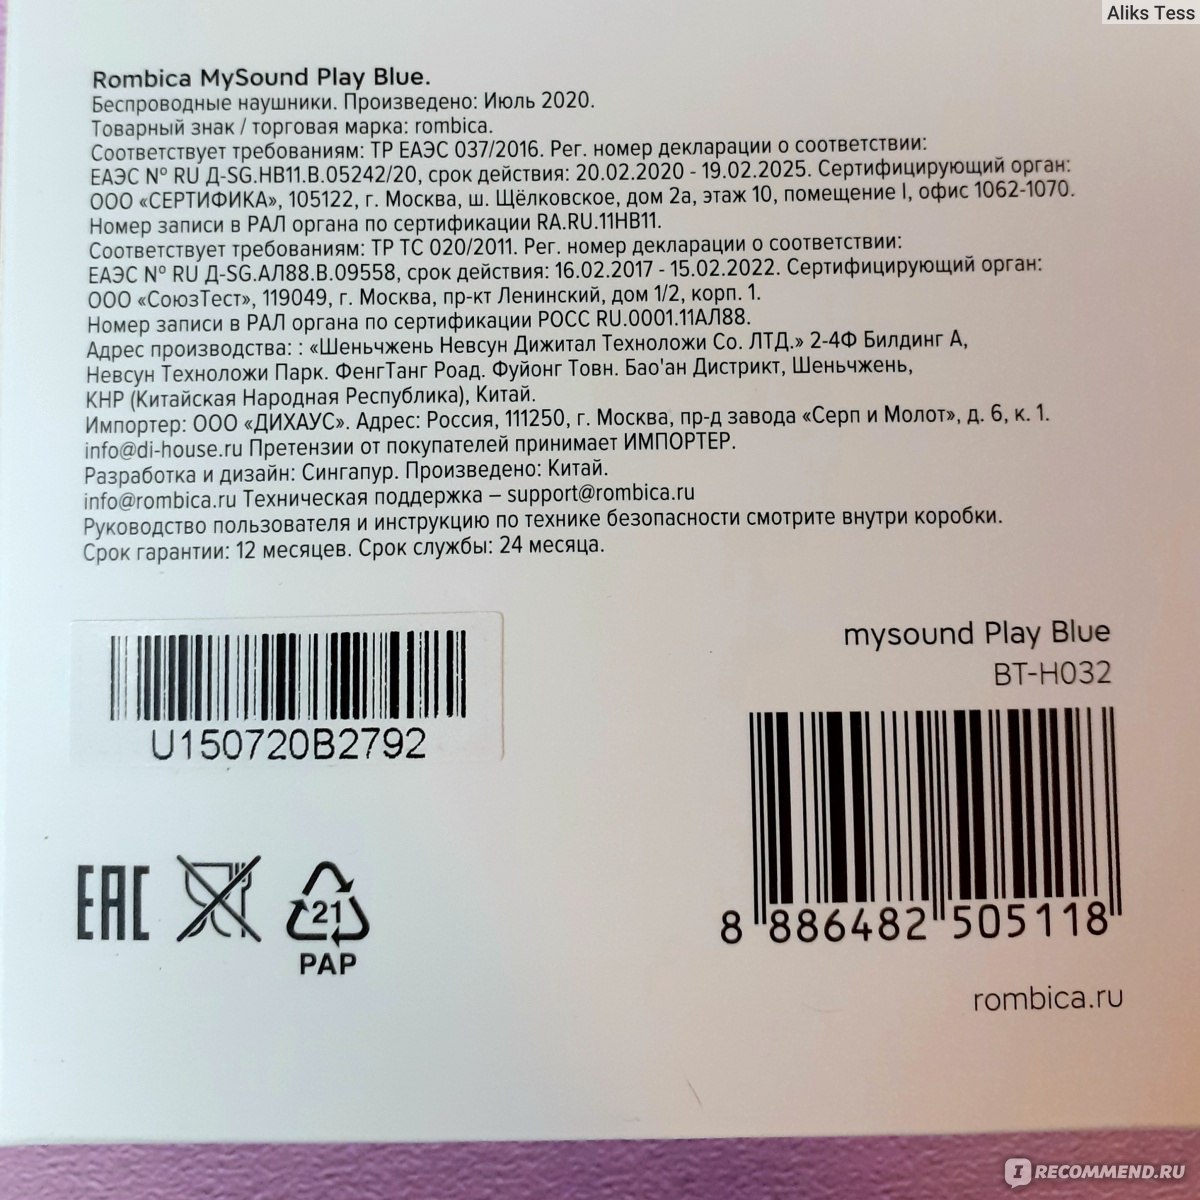 Aliks Tess
Rombica MySound Play Blue.
Беспроводные наушники. Произведено: Июль 2020.
Товарный знак / торговая марка: rombica.
Соответствует требованиям: ТР ЕАЭС 037/2016. Рег. номер декларации о соответствии:
ЕАЭС Nº RU Д-SG.НВ11.В.05242/20, срок действия: 20.02.2020 - 19.02.2025. Сертифицирующий орган:
ООО «СЕРТИФИКА», 105122, г. Москва, ш. Щёлковское, дом 2а, этаж 10, помещение I, офис 1062-1070.
Номер записи в РАЛ органа по сертификации RA.RU.11НВ11.
Соответствует требованиям: ТР ТС 020/2011. Рег. номер декларации о соответствии:
ЕАЭС Nº RU Д-SG.АЛ88.В.09558, срок действия: 16.02.2017 - 15.02.2022. Сертифицирующий орган:
ООО «СоюзТест», 119049, г. Москва, пр-кт Ленинский, дом 1/2, корп. 1.
Номер записи в РАЛ органа по сертификации РОСС RU.0001.11АЛ88.
Адрес производства: : «Шеньчжень Невсун Дижитал Техноложи Со. ЛТД.» 2-4Ф Билдинг А,
Невсун Техноложи Парк. ФенгТанг Роад. Фуйонг Товн. Бао'ан Дистрикт, Шеньчжень,
КНР (Китайская Народная Республика), Китай.
Импортер: ООО «ДИХАУС». Адрес: Россия, 111250, г. Москва, пр-д завода «Серп и Молот», д. 6, к. 1.
info@di-house.ru Претензии от покупателей принимает ИМПОРТЕР.
Разработка и дизайн: Сингапур. Произведено: Китай.
info@rombica.ru Техническая поддержка – support@rombica.ru
Руководство пользователя и инструкцию по технике безопасности смотрите внутри коробки.
Срок гарантии: 12 месяцев. Срок службы: 24 месяца.
U150720B2792
mysound Play Blue
BT-H032
8 886482 505118
EAC
21
PAP
rombica.ru
RECOMMEND.RU